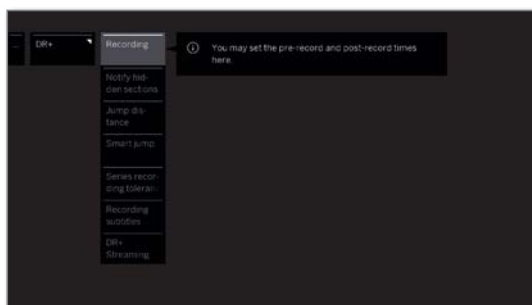 ...
DR+
Recording
You may set the pre-record and post-record times
here.
Notify hid-
den sections
Jump dis-
tance
Smart jump
Series recor-
ding toleran.
Recording
subtitles
DR+
Streaming